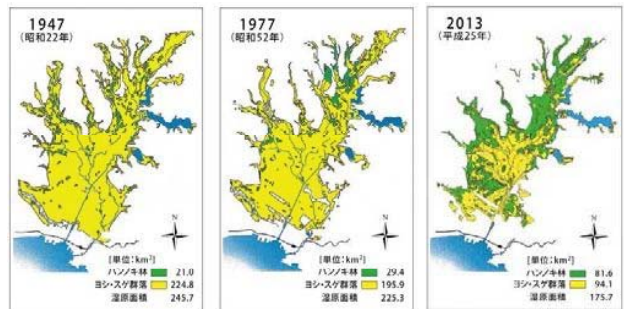 1947
(昭和22年)
N
[単位:km²]
ハンノキ林 21.0
ヨシ・スゲ群落 224.8
湿原面積 245.7
1977
(昭和52年)
N
[単位:km²]
ハンノキ林 29.4
ヨシ・スゲ群落 195.9
湿原面積 225.3
2013
(平成25年)
N
[単位:km²]
ハンノキ林 81.6
ヨシ・スゲ群落 94.1
湿原面積 175.7